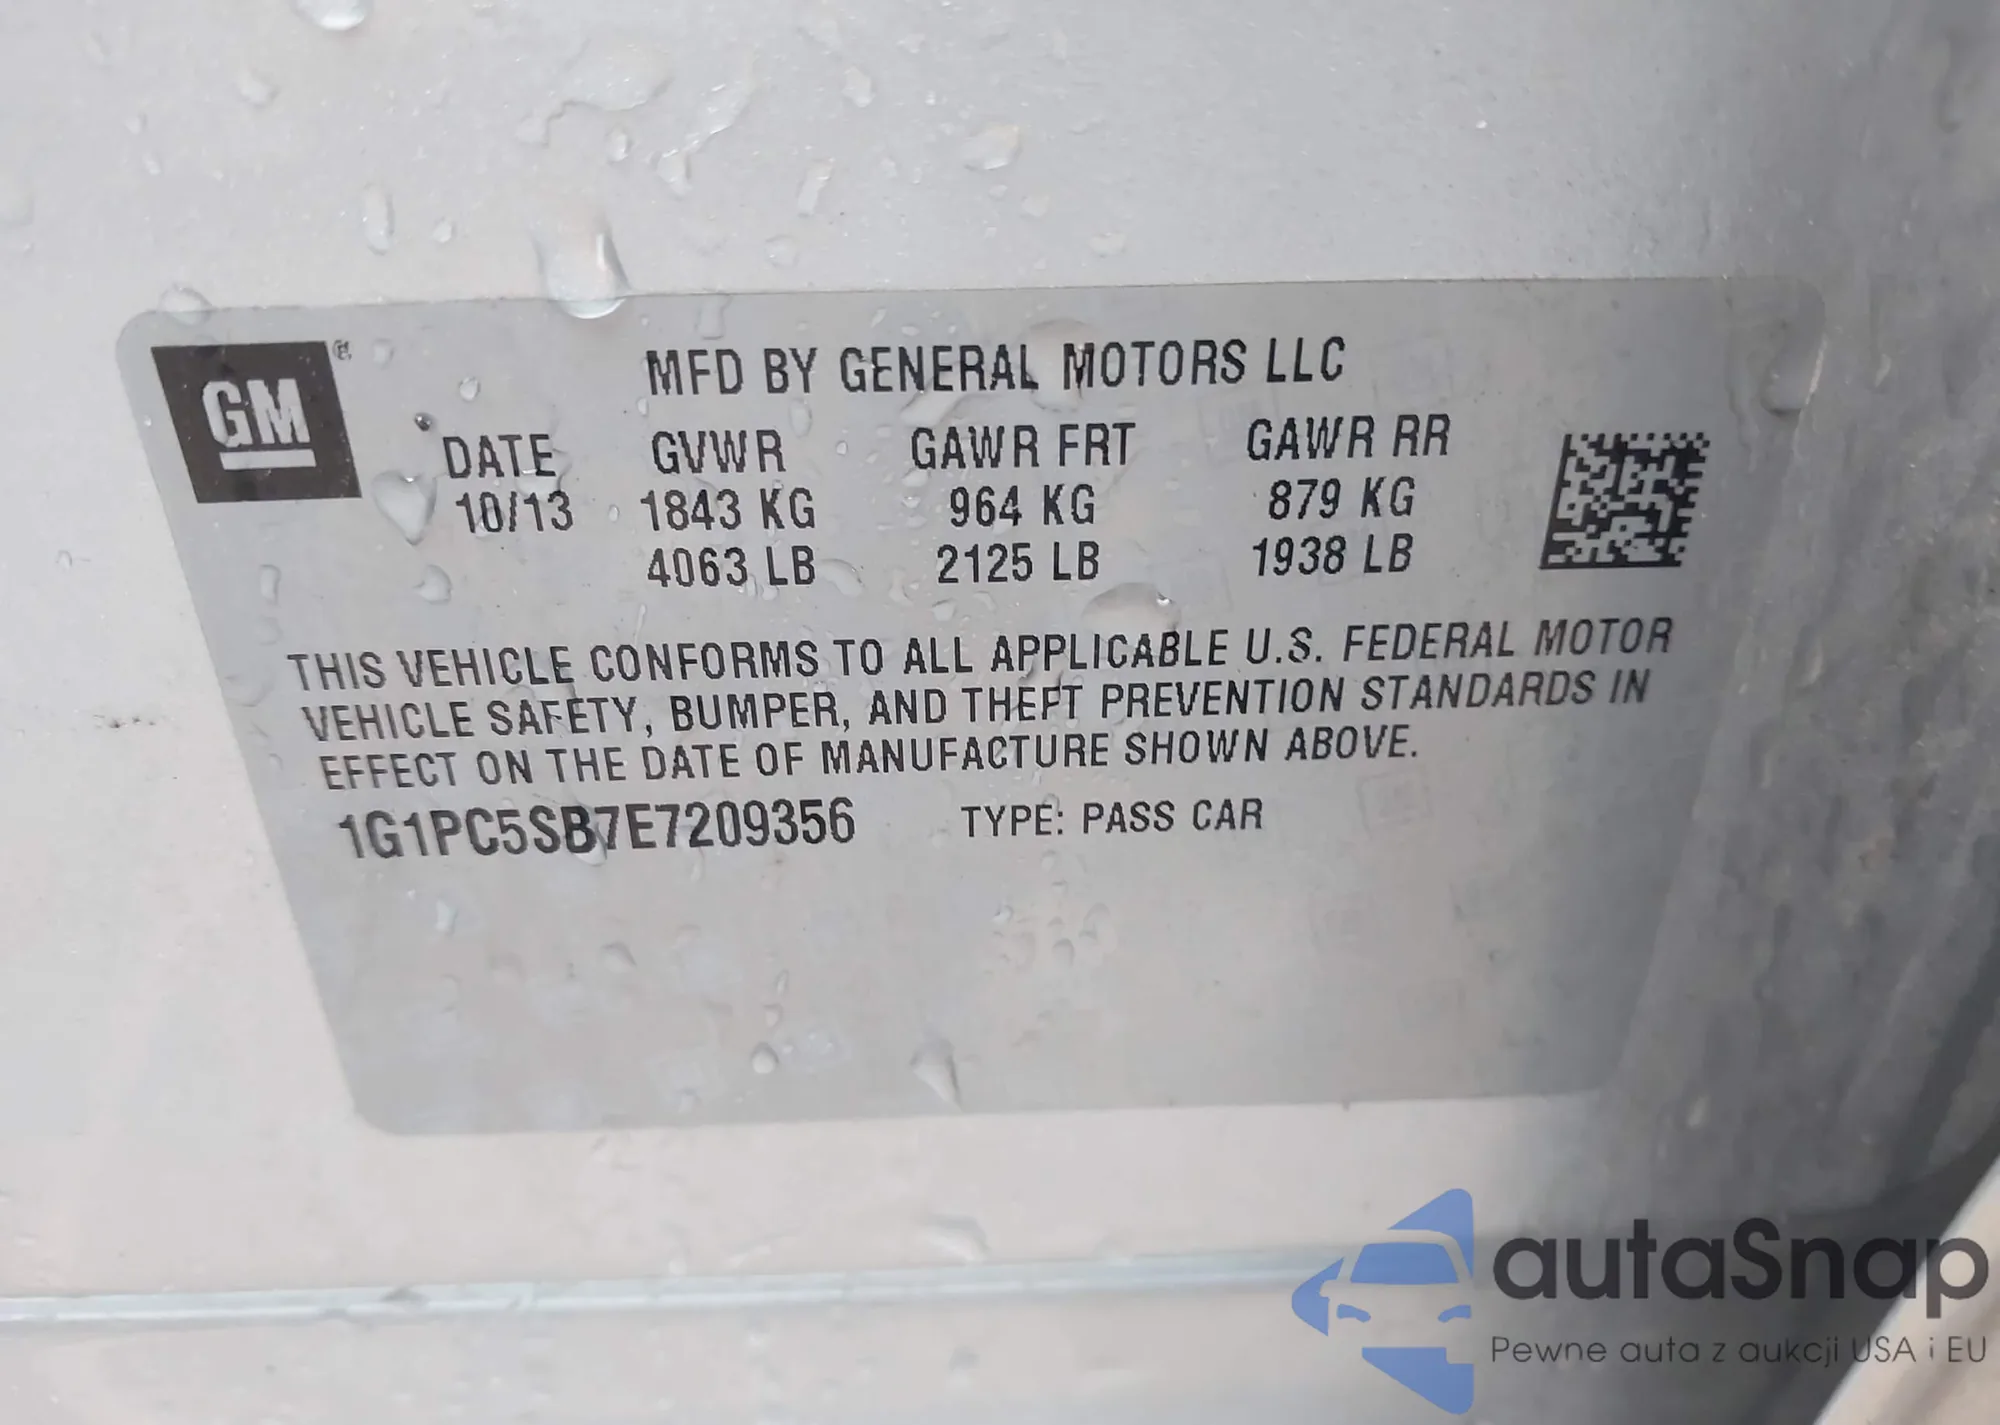 GM®
MFD BY GENERAL MOTORS LLC
DATE GVWR GAWR FRT GAWR RR
10/13 1843 KG 964 KG 879 KG
4063 LB 2125 LB 1938 LB
THIS VEHICLE CONFORMS TO ALL APPLICABLE U.S. FEDERAL MOTOR
VEHICLE SAFETY, BUMPER, AND THEFT PREVENTION STANDARDS IN
EFFECT ON THE DATE OF MANUFACTURE SHOWN ABOVE.
1G1PC5SB7E7209356 TYPE: PASS CAR
autaSnap
Pewne auta z aukcji USA i EU